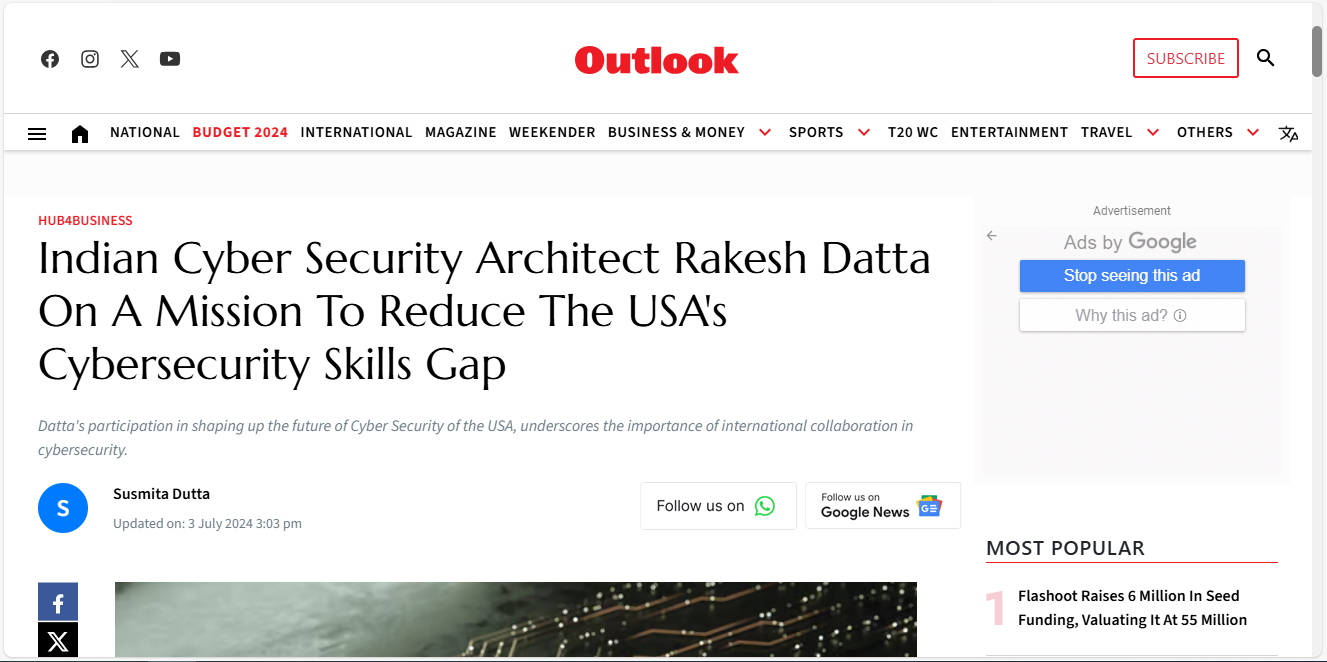 Outlook
SUBSCRIBE
NATIONAL BUDGET 2024 INTERNATIONAL MAGAZINE WEEKENDER BUSINESS & MONEY SPORTS T20 WC ENTERTAINMENT TRAVEL OTHERS
HUB4BUSINESS
Indian Cyber Security Architect Rakesh Datta
On A Mission To Reduce The USA's
Cybersecurity Skills Gap
Datta's participation in shaping up the future of Cyber Security of the USA, underscores the importance of international collaboration in
cybersecurity.
S
Susmita Dutta
Updated on: 3 July 2024 3:03 pm
Follow us on
Follow us on
Google News
GE
Advertisement
Ads by Google
Stop seeing this ad
Why this ad?
MOST POPULAR
1
Flashoot Raises 6 Million In Seed
Funding, Valuating It At 55 Million